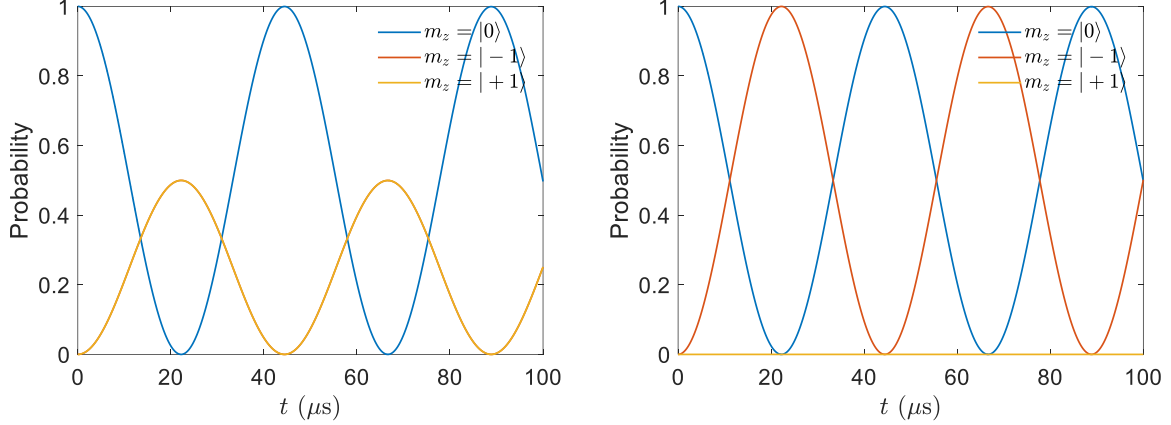 1
0.8
0.6
0.4
0.2
0
Probability
0 20 40 60 80 100
t (μs)
m_z = |0⟩
m_z = | − 1⟩
m_z = | + 1⟩
1
0.8
0.6
0.4
0.2
0
Probability
0 20 40 60 80 100
t (μs)
m_z = |0⟩
m_z = | − 1⟩
m_z = | + 1⟩